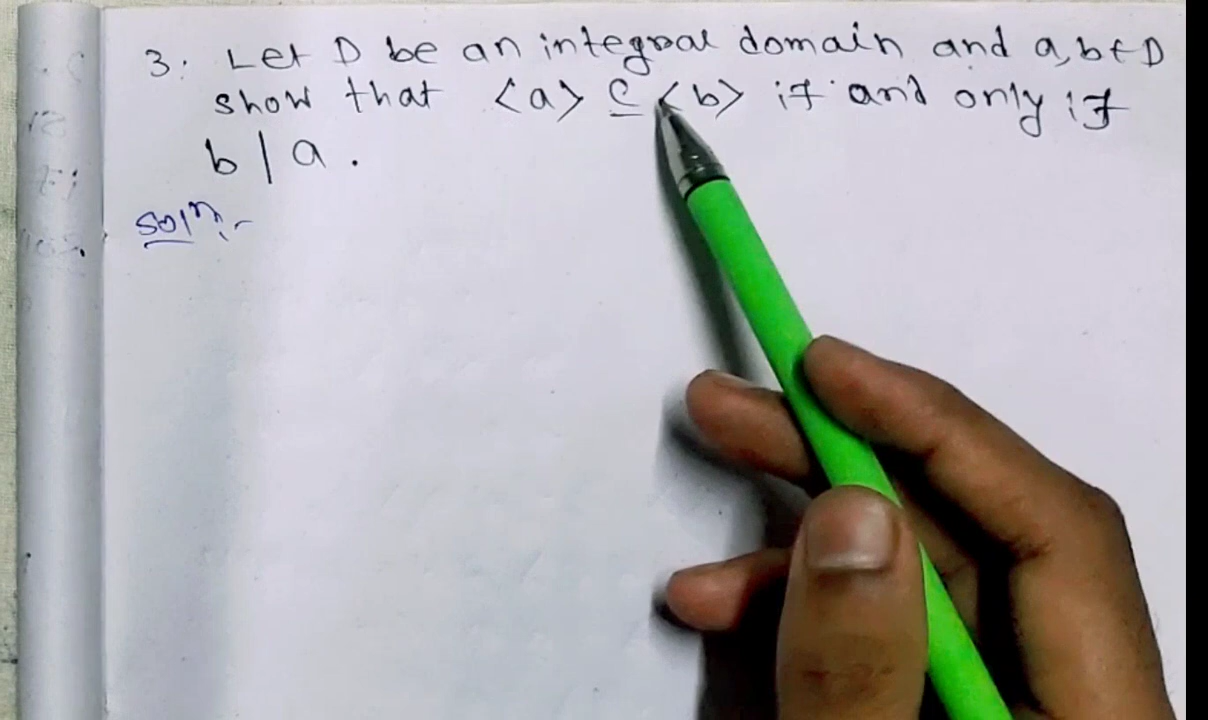 3. Let D be an integral domain and a, b ∈ D
show that <a> ⊆ <b> if and only if
b | a .
Solⁿ:-